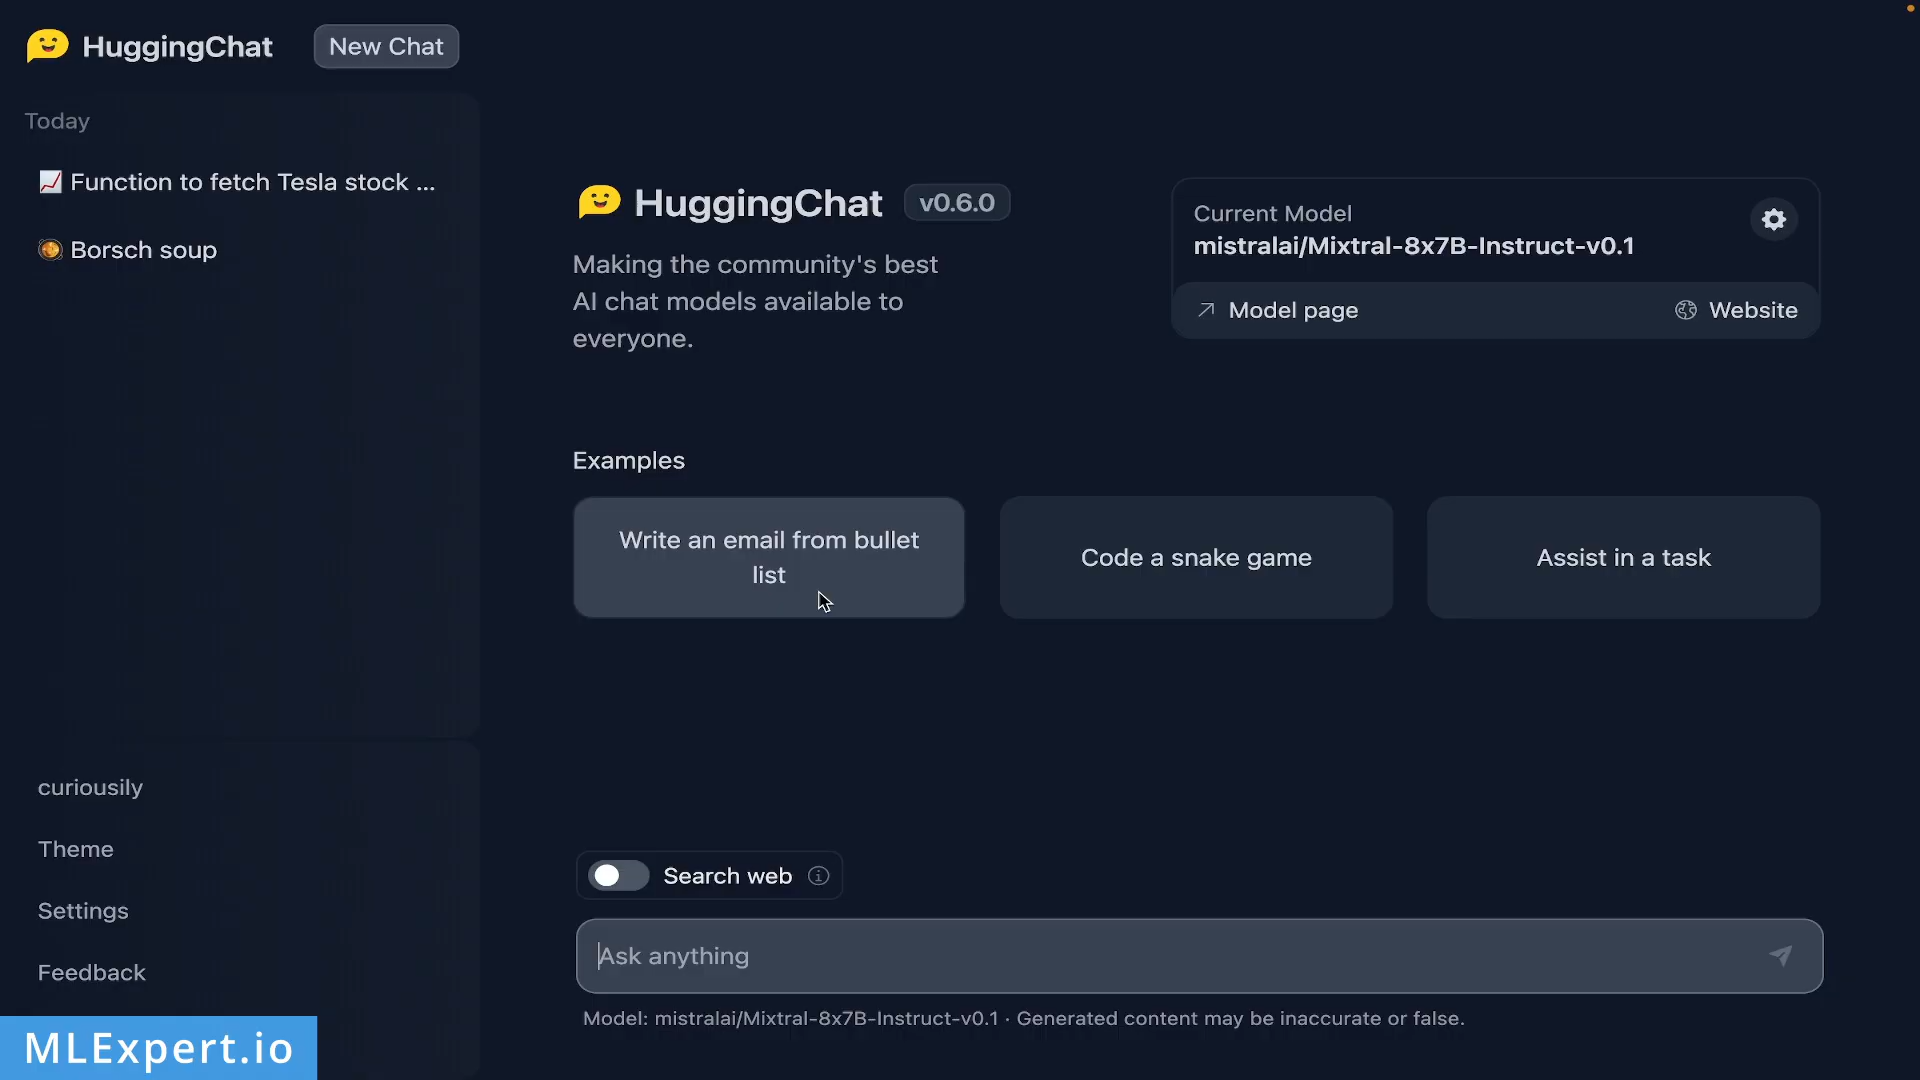 HuggingChat
New Chat
Today
Function to fetch Tesla stock ...
Borsch soup
curiousily
Theme
Settings
Feedback
MLExpert.io
HuggingChat v0.6.0
Making the community's best
AI chat models available to
everyone.
Current Model
mistralai/Mixtral-8x7B-Instruct-v0.1
Model page
Website
Examples
Write an email from bullet
list
Code a snake game
Assist in a task
Search web
Ask anything
Model: mistralai/Mixtral-8x7B-Instruct-v0.1 · Generated content may be inaccurate or false.